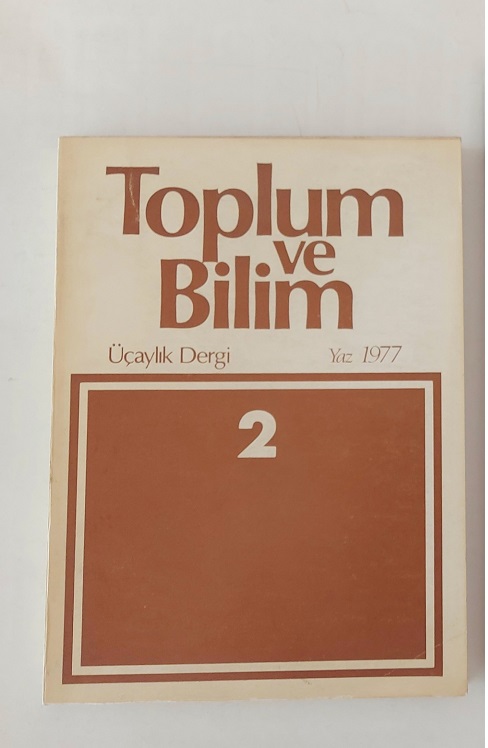 Toplum
ve
Bilim
Üçaylık Dergi Yaz 1977
2